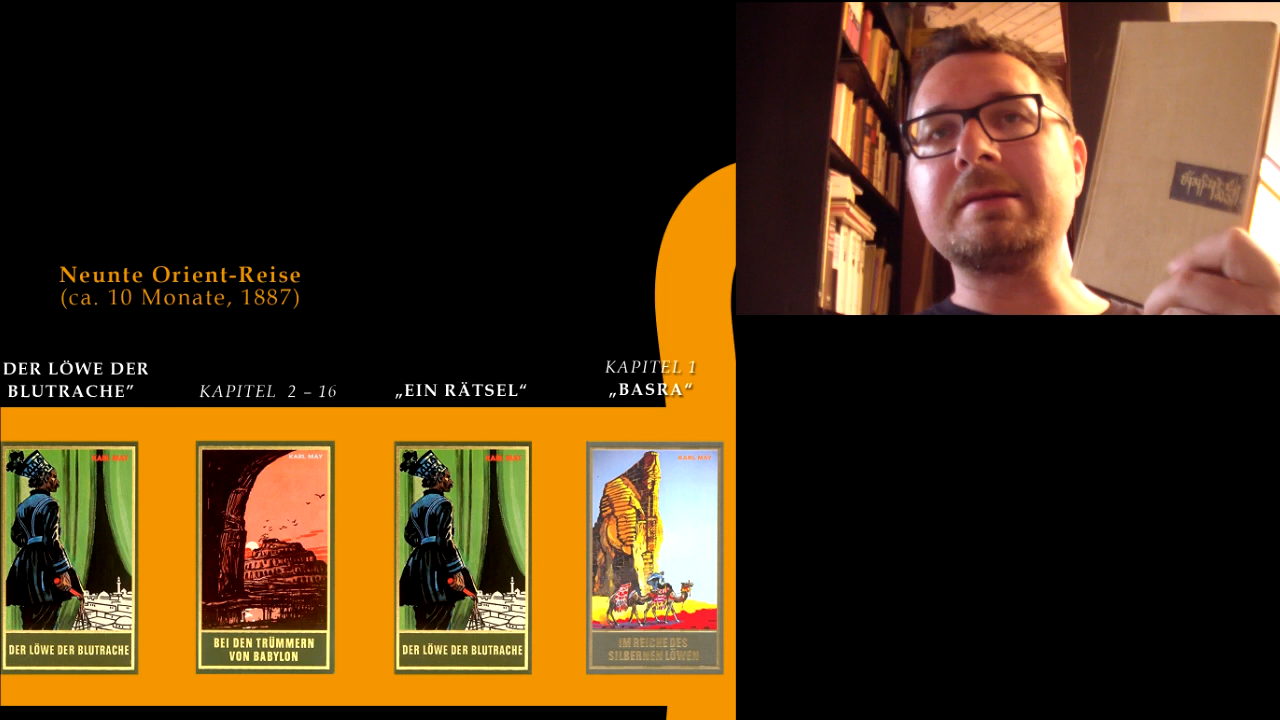 Neunte Orient-Reise
(ca. 10 Monate, 1887)
DER LÖWE DER
BLUTRACHE”
KAPITEL 2 – 16
„EIN RÄTSEL“
KAPITEL 1
„BASRA“
KARL MAY
DER LÖWE DER BLUTRACHE
KARL MAY
BEI DEN TRÜMMERN
VON BABYLON
KARL MAY
DER LÖWE DER BLUTRACHE
KARL MAY
IM REICHE DES
SILBERNEN LÖWEN